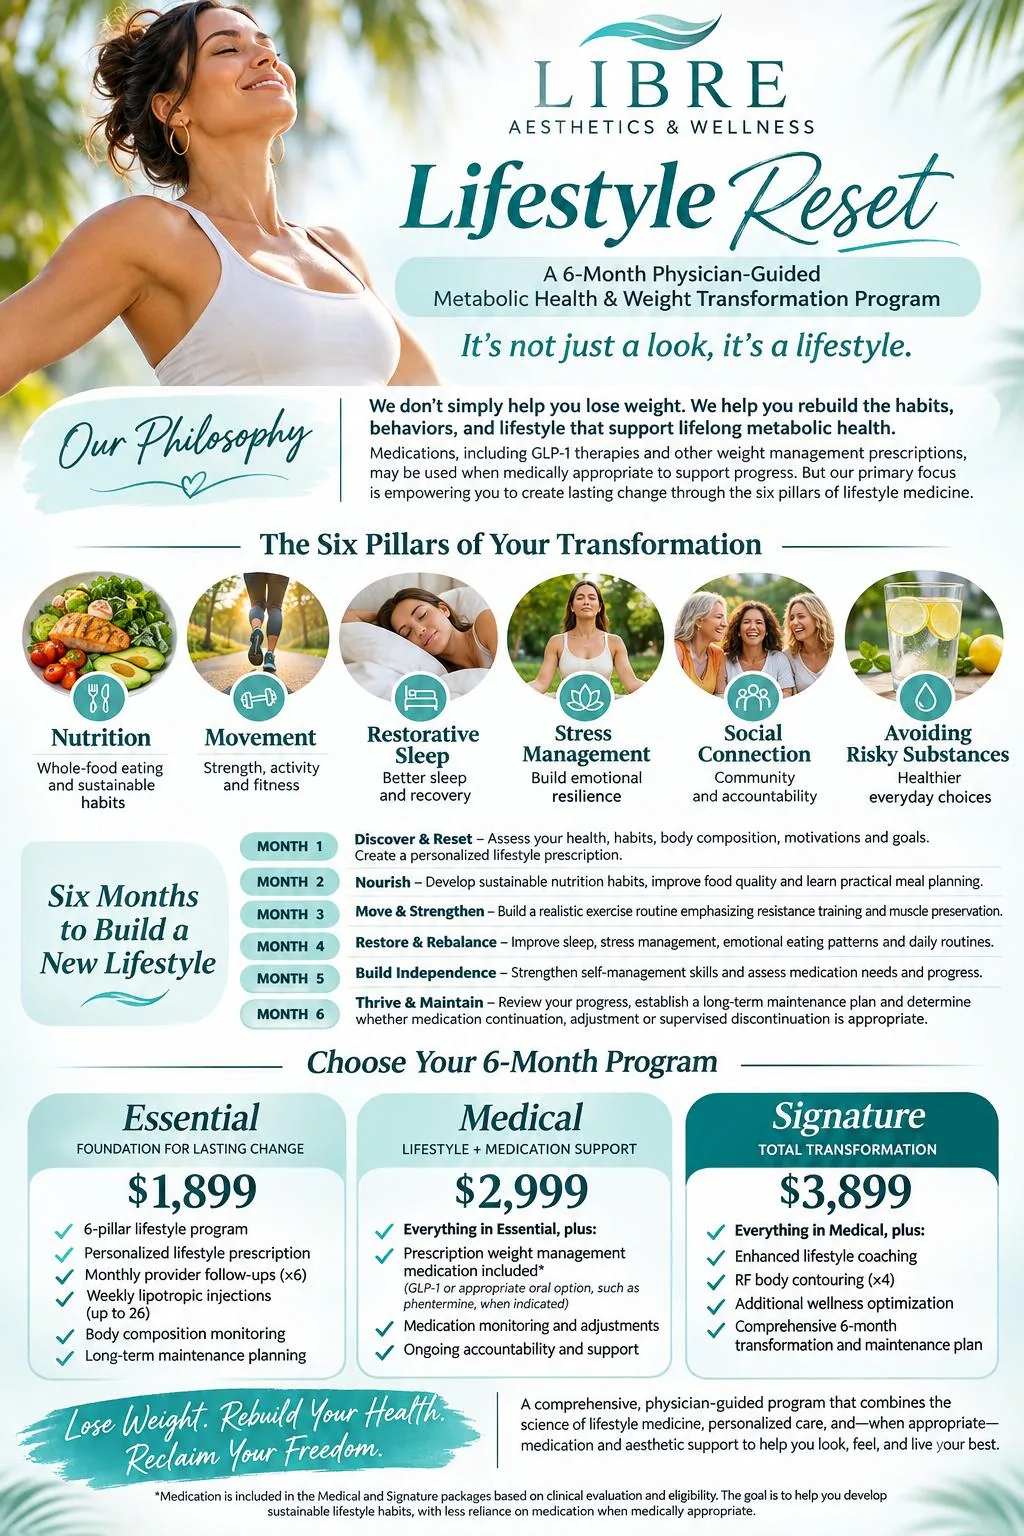 LIBRE
AESTHETICS & WELLNESS
Lifestyle Reset
A 6-Month Physician-Guided
Metabolic Health & Weight Transformation Program
It's not just a look, it's a lifestyle.
Our Philosophy
We don't simply help you lose weight. We help you rebuild the habits,
behaviors, and lifestyle that support lifelong metabolic health.
Medications, including GLP-1 therapies and other weight management prescriptions,
may be used when medically appropriate to support progress. But our primary focus
is empowering you to create lasting change through the six pillars of lifestyle medicine.
The Six Pillars of Your Transformation
Nutrition
Whole-food eating
and sustainable
habits
Movement
Strength, activity
and fitness
Restorative
Sleep
Better sleep
and recovery
Stress
Management
Build emotional
resilience
Social
Connection
Community
and accountability
Avoiding
Risky Substances
Healthier
everyday choices
Six Months
to Build a
New Lifestyle
MONTH 1
Discover & Reset – Assess your health, habits, body composition, motivations and goals.
Create a personalized lifestyle prescription.
MONTH 2
Nourish – Develop sustainable nutrition habits, improve food quality and learn practical meal planning.
MONTH 3
Move & Strengthen – Build a realistic exercise routine emphasizing resistance training and muscle preservation.
MONTH 4
Restore & Rebalance – Improve sleep, stress management, emotional eating patterns and daily routines.
MONTH 5
Build Independence – Strengthen self-management skills and assess medication needs and progress.
MONTH 6
Thrive & Maintain – Review your progress, establish a long-term maintenance plan and determine
whether medication continuation, adjustment or supervised discontinuation is appropriate.
Choose Your 6-Month Program
Essential
FOUNDATION FOR LASTING CHANGE
$1,899
6-pillar lifestyle program
Personalized lifestyle prescription
Monthly provider follow-ups (×6)
Weekly lipotropic injections
(up to 26)
Body composition monitoring
Long-term maintenance planning
Medical
LIFESTYLE + MEDICATION SUPPORT
$2,999
Everything in Essential, plus:
Prescription weight management
medication included*
(GLP-1 or appropriate oral option, such as
phentermine, when indicated)
Medication monitoring and adjustments
Ongoing accountability and support
Signature
TOTAL TRANSFORMATION
$3,899
Everything in Medical, plus:
Enhanced lifestyle coaching
RF body contouring (×4)
Additional wellness optimization
Comprehensive 6-month
transformation and maintenance plan
Lose Weight. Rebuild Your Health.
Reclaim Your Freedom.
A comprehensive, physician-guided program that combines the
science of lifestyle medicine, personalized care, and—when appropriate—
medication and aesthetic support to help you look, feel, and live your best.
*Medication is included in the Medical and Signature packages based on clinical evaluation and eligibility. The goal is to help you develop
sustainable lifestyle habits, with less reliance on medication when medically appropriate.